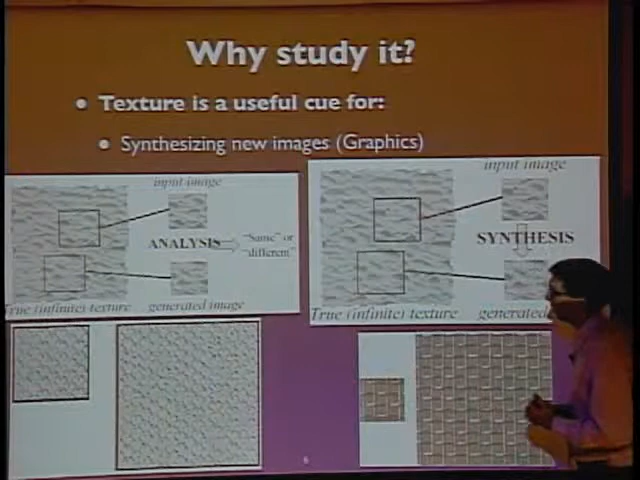 Why study it?
• Texture is a useful cue for:
• Synthesizing new images (Graphics)
input image
ANALYSIS
"Same" or
"different"
True (infinite) texture
generated image
input image
SYNTHESIS
True (infinite) texture
generated